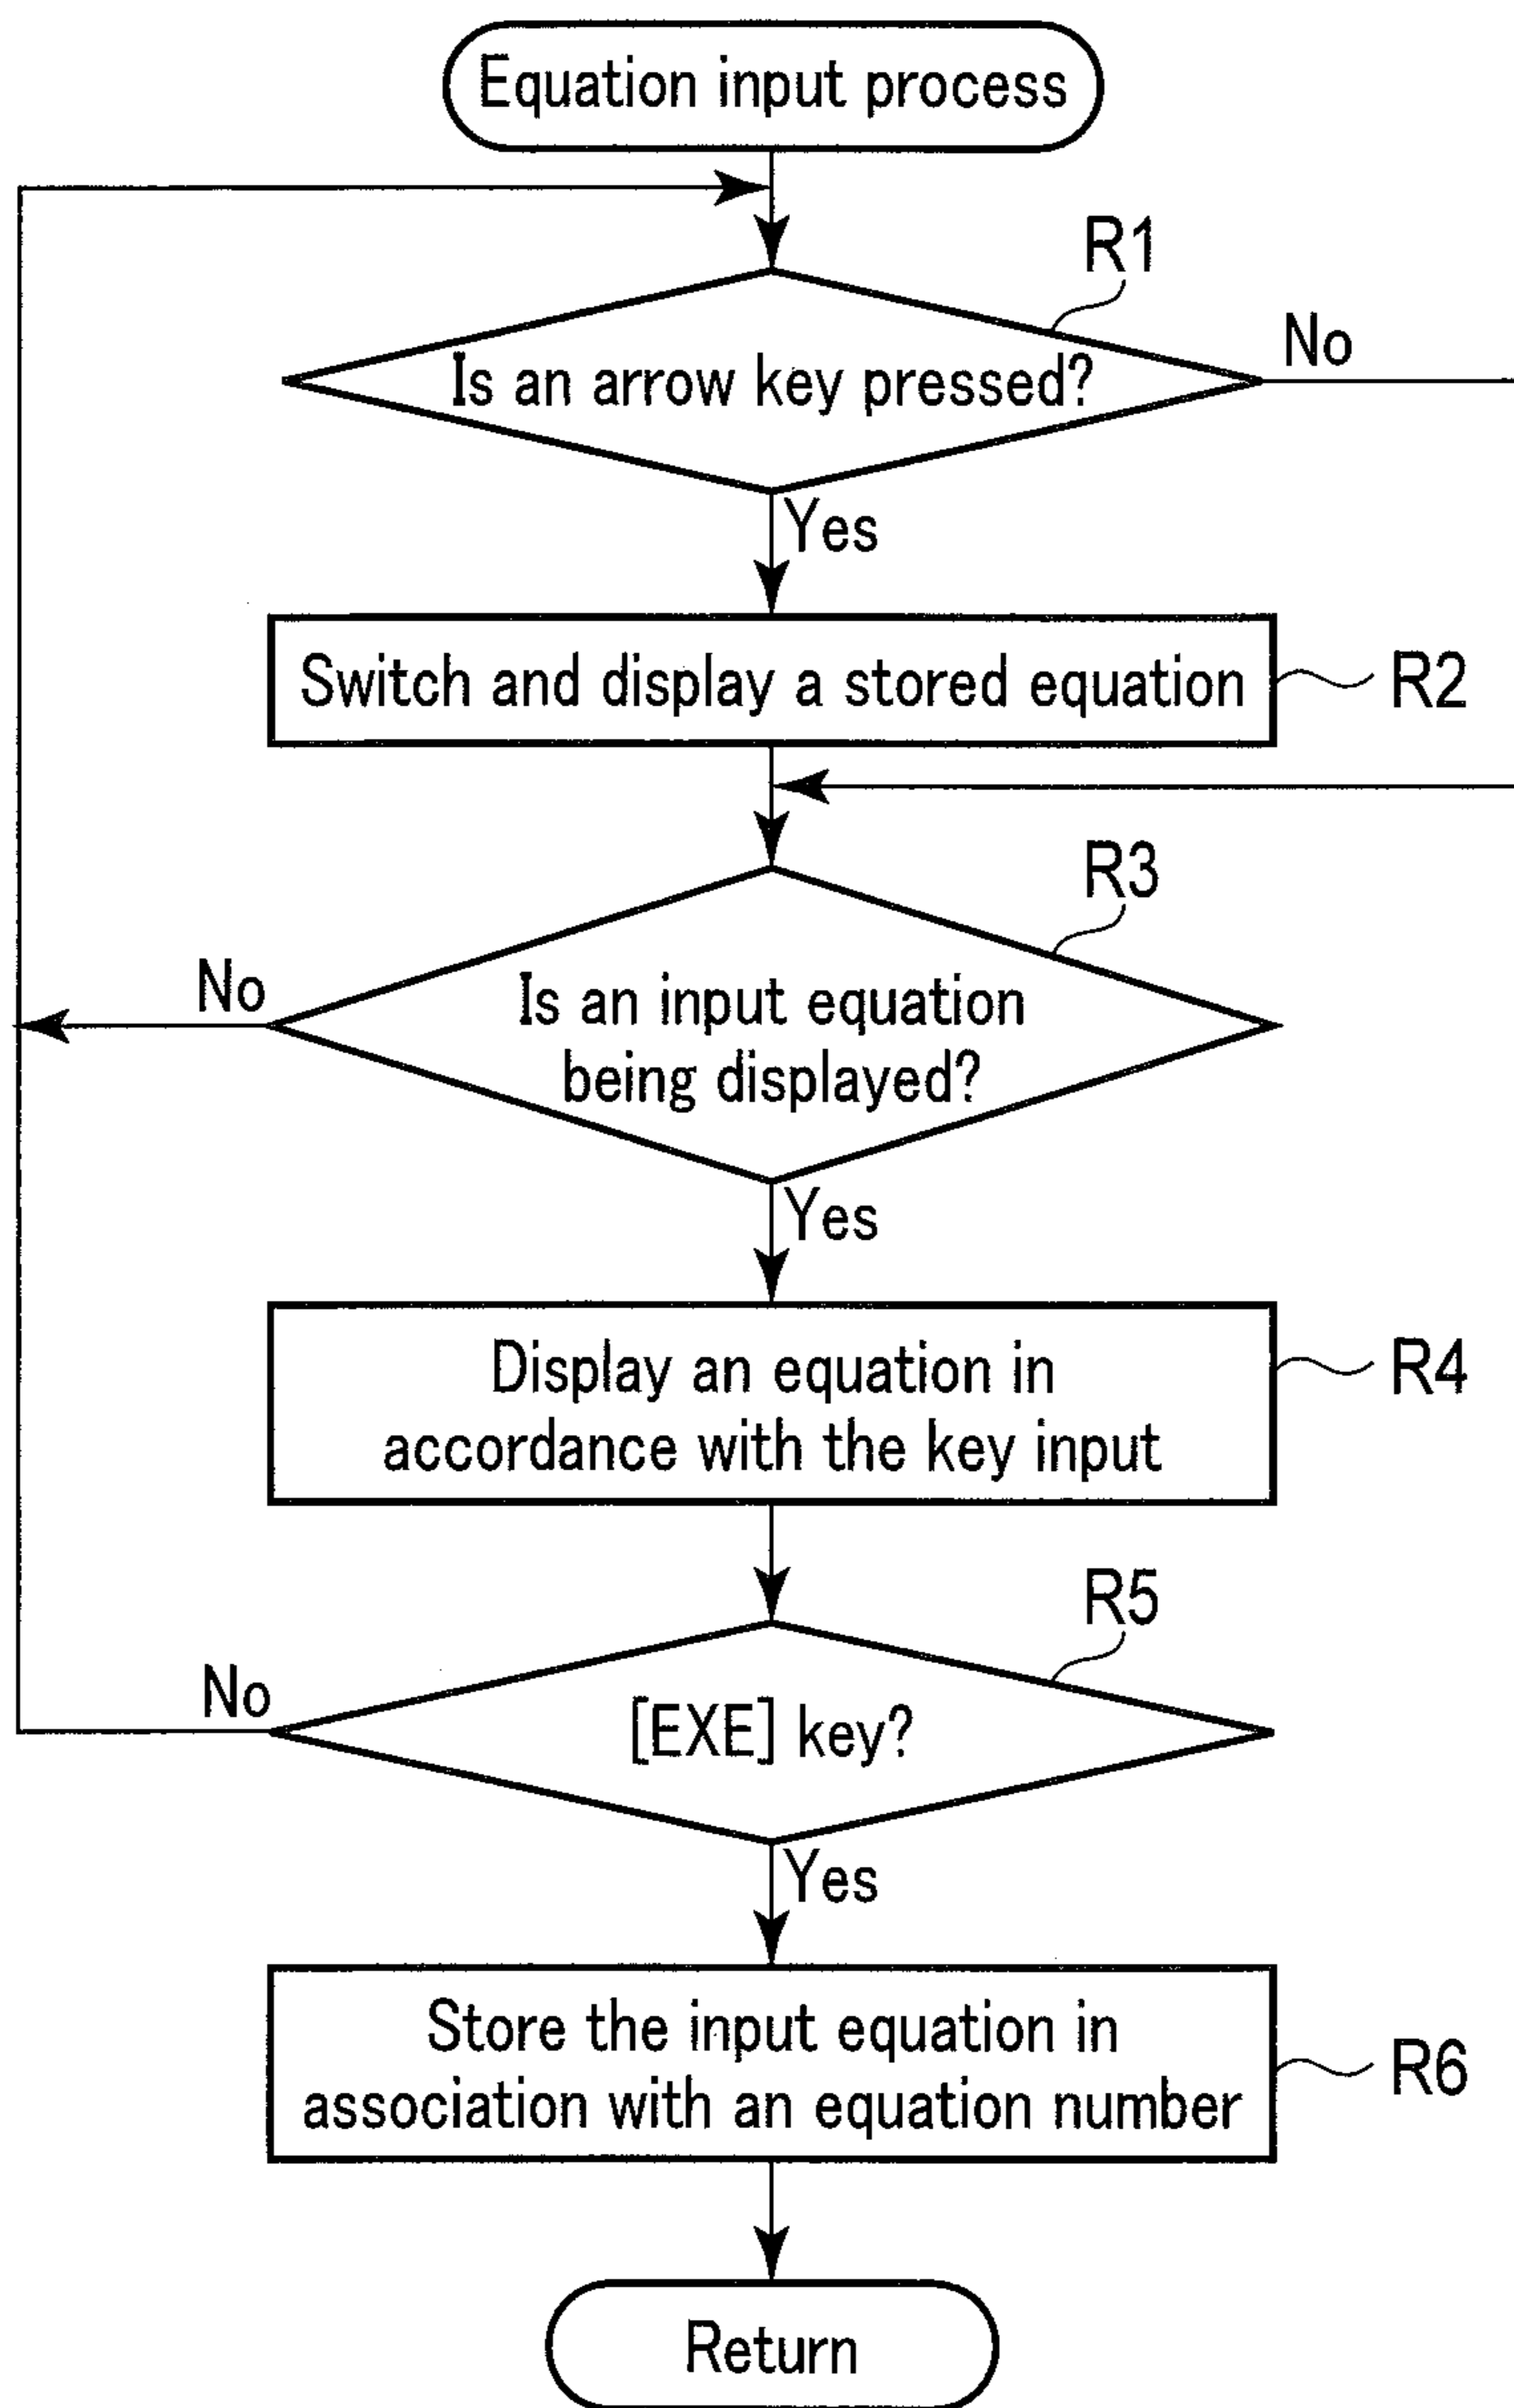 Equation input process
R1
No
Is an arrow key pressed?
Yes
Switch and display a stored equation
R2
R3
No
Is an input equation
being displayed?
Yes
Display an equation in
accordance with the key input
R4
R5
No
[EXE] key?
Yes
Store the input equation in
association with an equation number
R6
Return